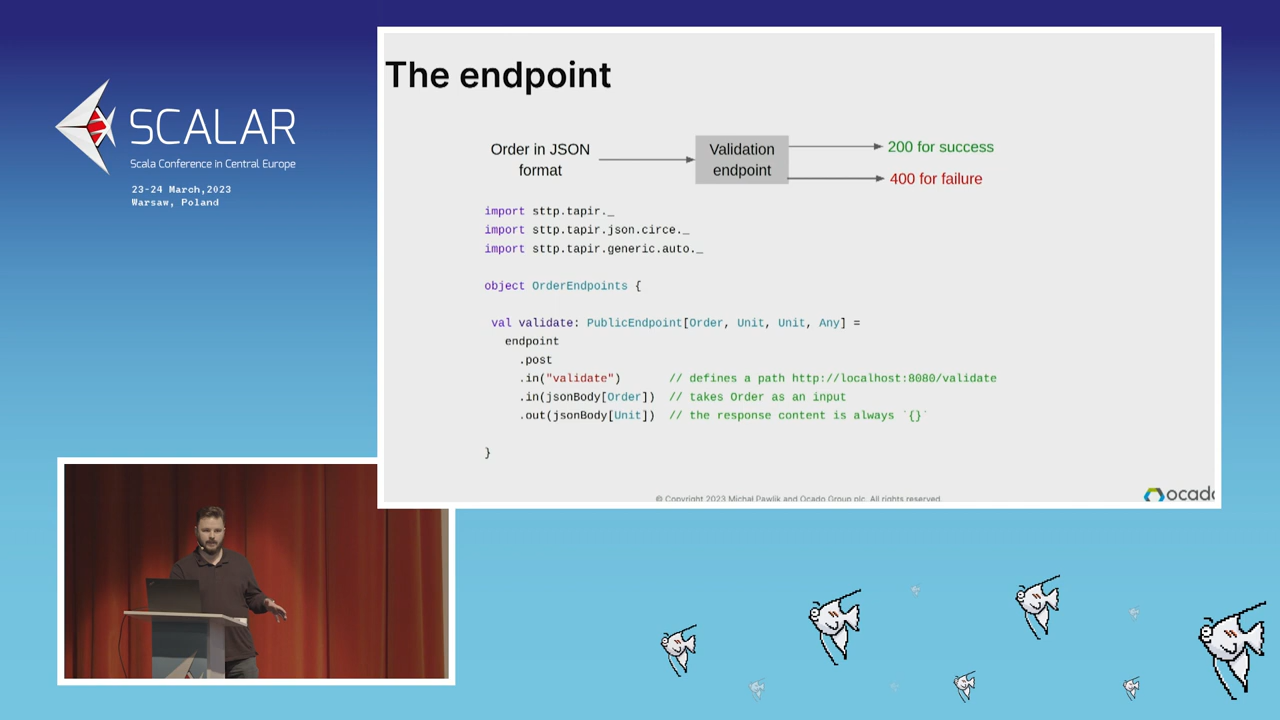 SCALAR
Scala Conference in Central Europe
23-24 March,2023
Warsaw, Poland
The endpoint
Order in JSON
format
Validation
endpoint
200 for success
400 for failure
import sttp.tapir._
import sttp.tapir.json.circe._
import sttp.tapir.generic.auto._
object OrderEndpoints {
val validate: PublicEndpoint[Order, Unit, Unit, Any] =
endpoint
.post
.in("validate") // defines a path http://localhost:8080/validate
.in(jsonBody[Order]) // takes Order as an input
.out(jsonBody[Unit]) // the response content is always `{}`
}
© Copyright 2023 Michał Pawlik and Ocado Group plc. All rights reserved.
ocado